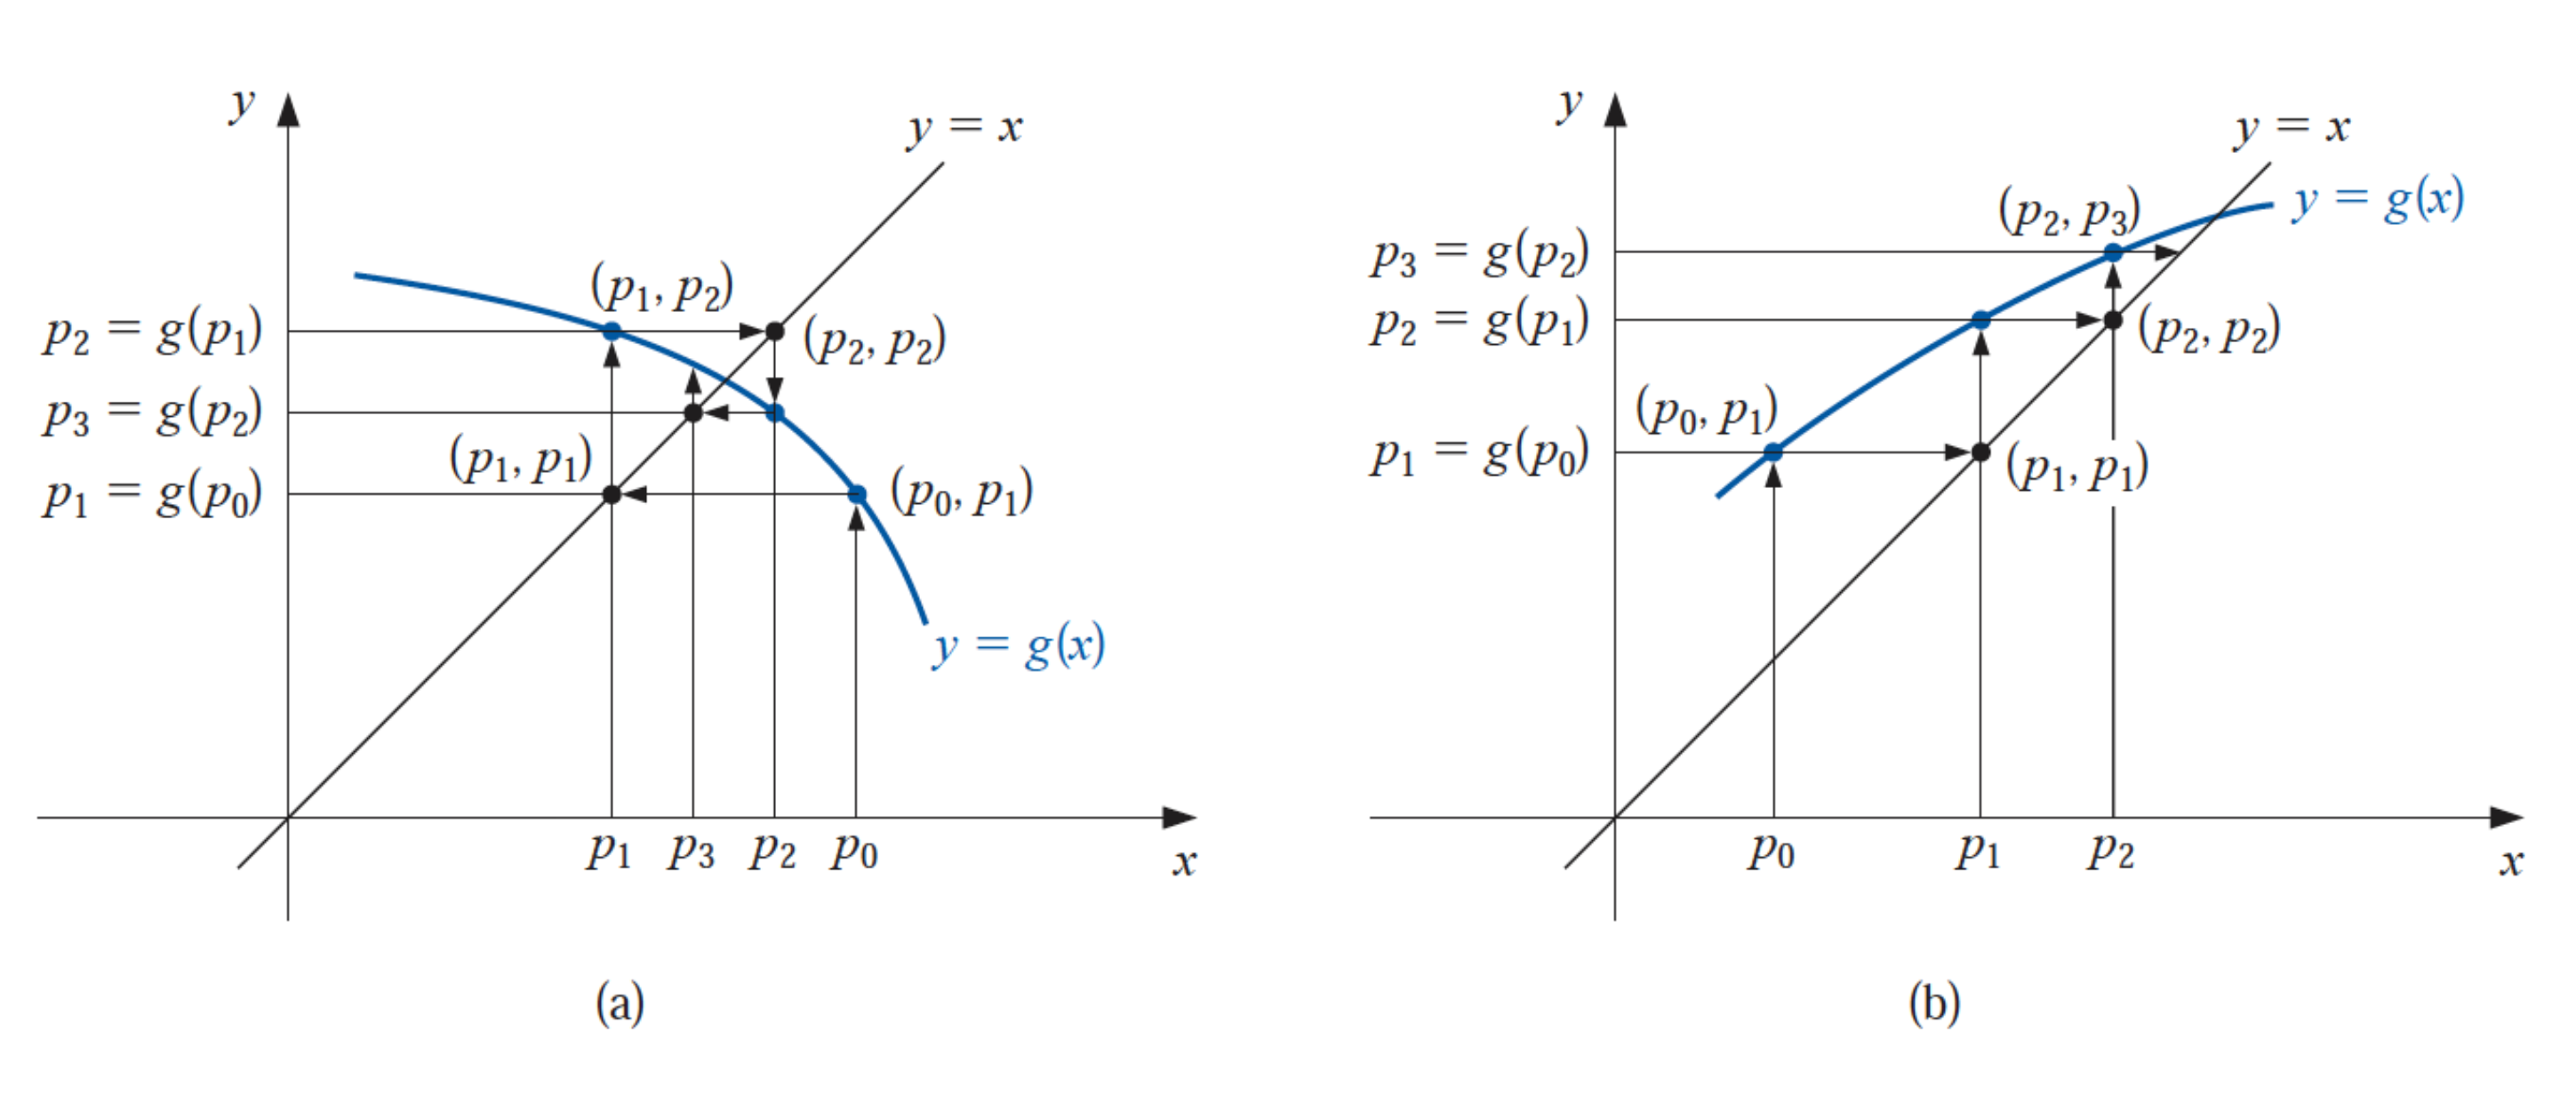 y
y = x
(p₁, p₂)
p₂ = g(p₁)
(p₂, p₂)
p₃ = g(p₂)
(p₁, p₁)
p₁ = g(p₀)
(p₀, p₁)
y = g(x)
p₁ p₃ p₂ p₀
x
(a)
y
y = x
y = g(x)
(p₂, p₃)
p₃ = g(p₂)
p₂ = g(p₁)
(p₂, p₂)
(p₀, p₁)
p₁ = g(p₀)
(p₁, p₁)
p₀ p₁ p₂
x
(b)